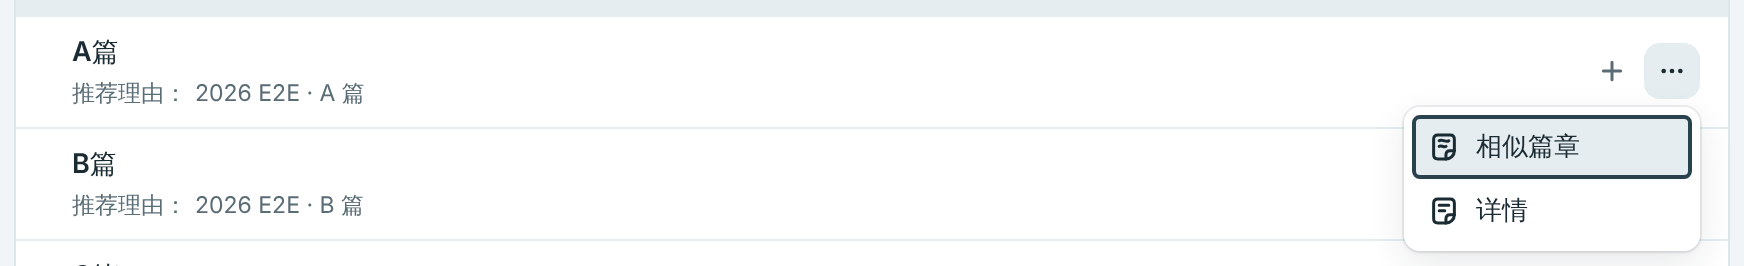 A篇
推荐理由： 2026 E2E · A 篇
相似篇章
B篇
推荐理由： 2026 E2E · B 篇
详情